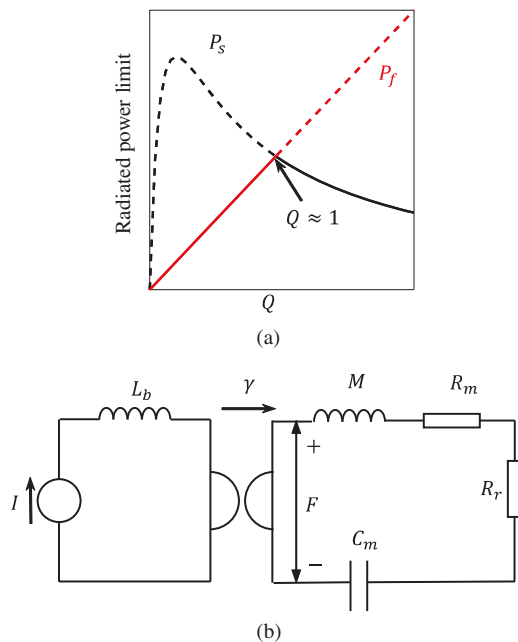 P_s
P_f
Radiated power limit
Q ≈ 1
Q
(a)
L_b
γ
M
R_m
I
+
F
R_r
C_m
−
(b)